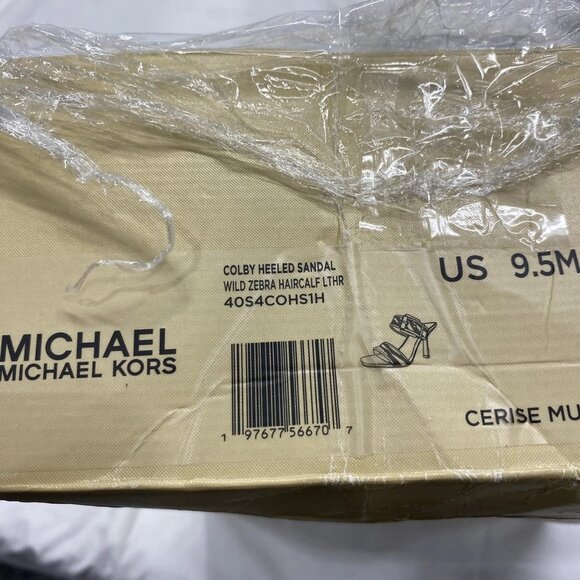 COLBY HEELED SANDAL
WILD ZEBRA HAIRCALF LTHR
40S4COHS1H
US 9.5M
MICHAEL
MICHAEL KORS
1 97677 56670 7
CERISE MU